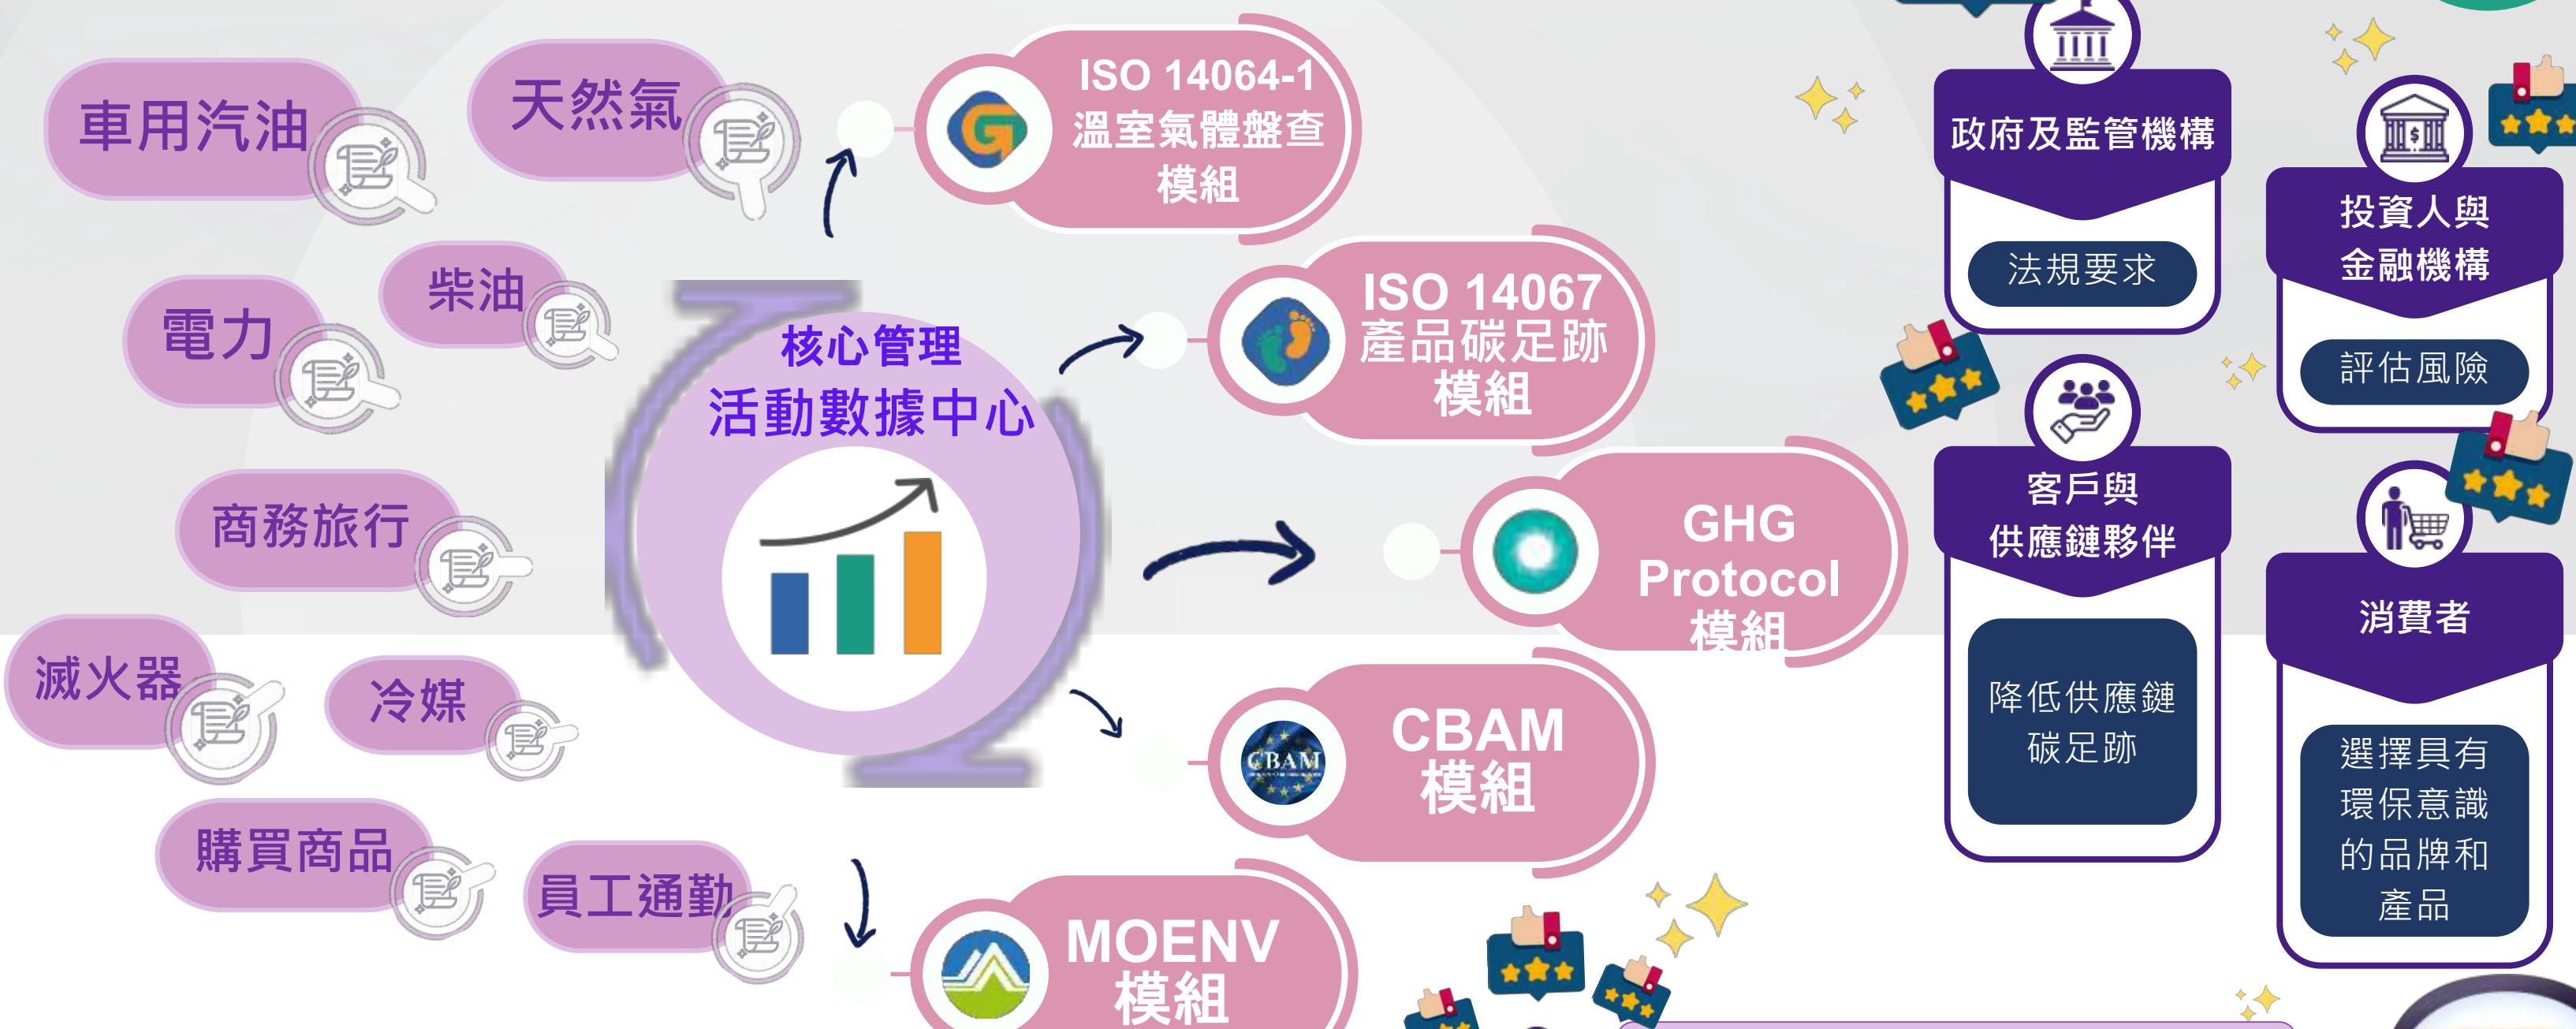 車用汽油
天然氣
電力
柴油
商務旅行
滅火器
冷媒
購買商品
員工通勤
核心管理
活動數據中心
ISO 14064-1
溫室氣體盤查
模組
ISO 14067
產品碳足跡
模組
GHG
Protocol
模組
CBAM
CBAM
模組
MOENV
模組
政府及監管機構
法規要求
投資人與
金融機構
評估風險
客戶與
供應鏈夥伴
降低供應鏈
碳足跡
消費者
選擇具有
環保意識
的品牌和
產品